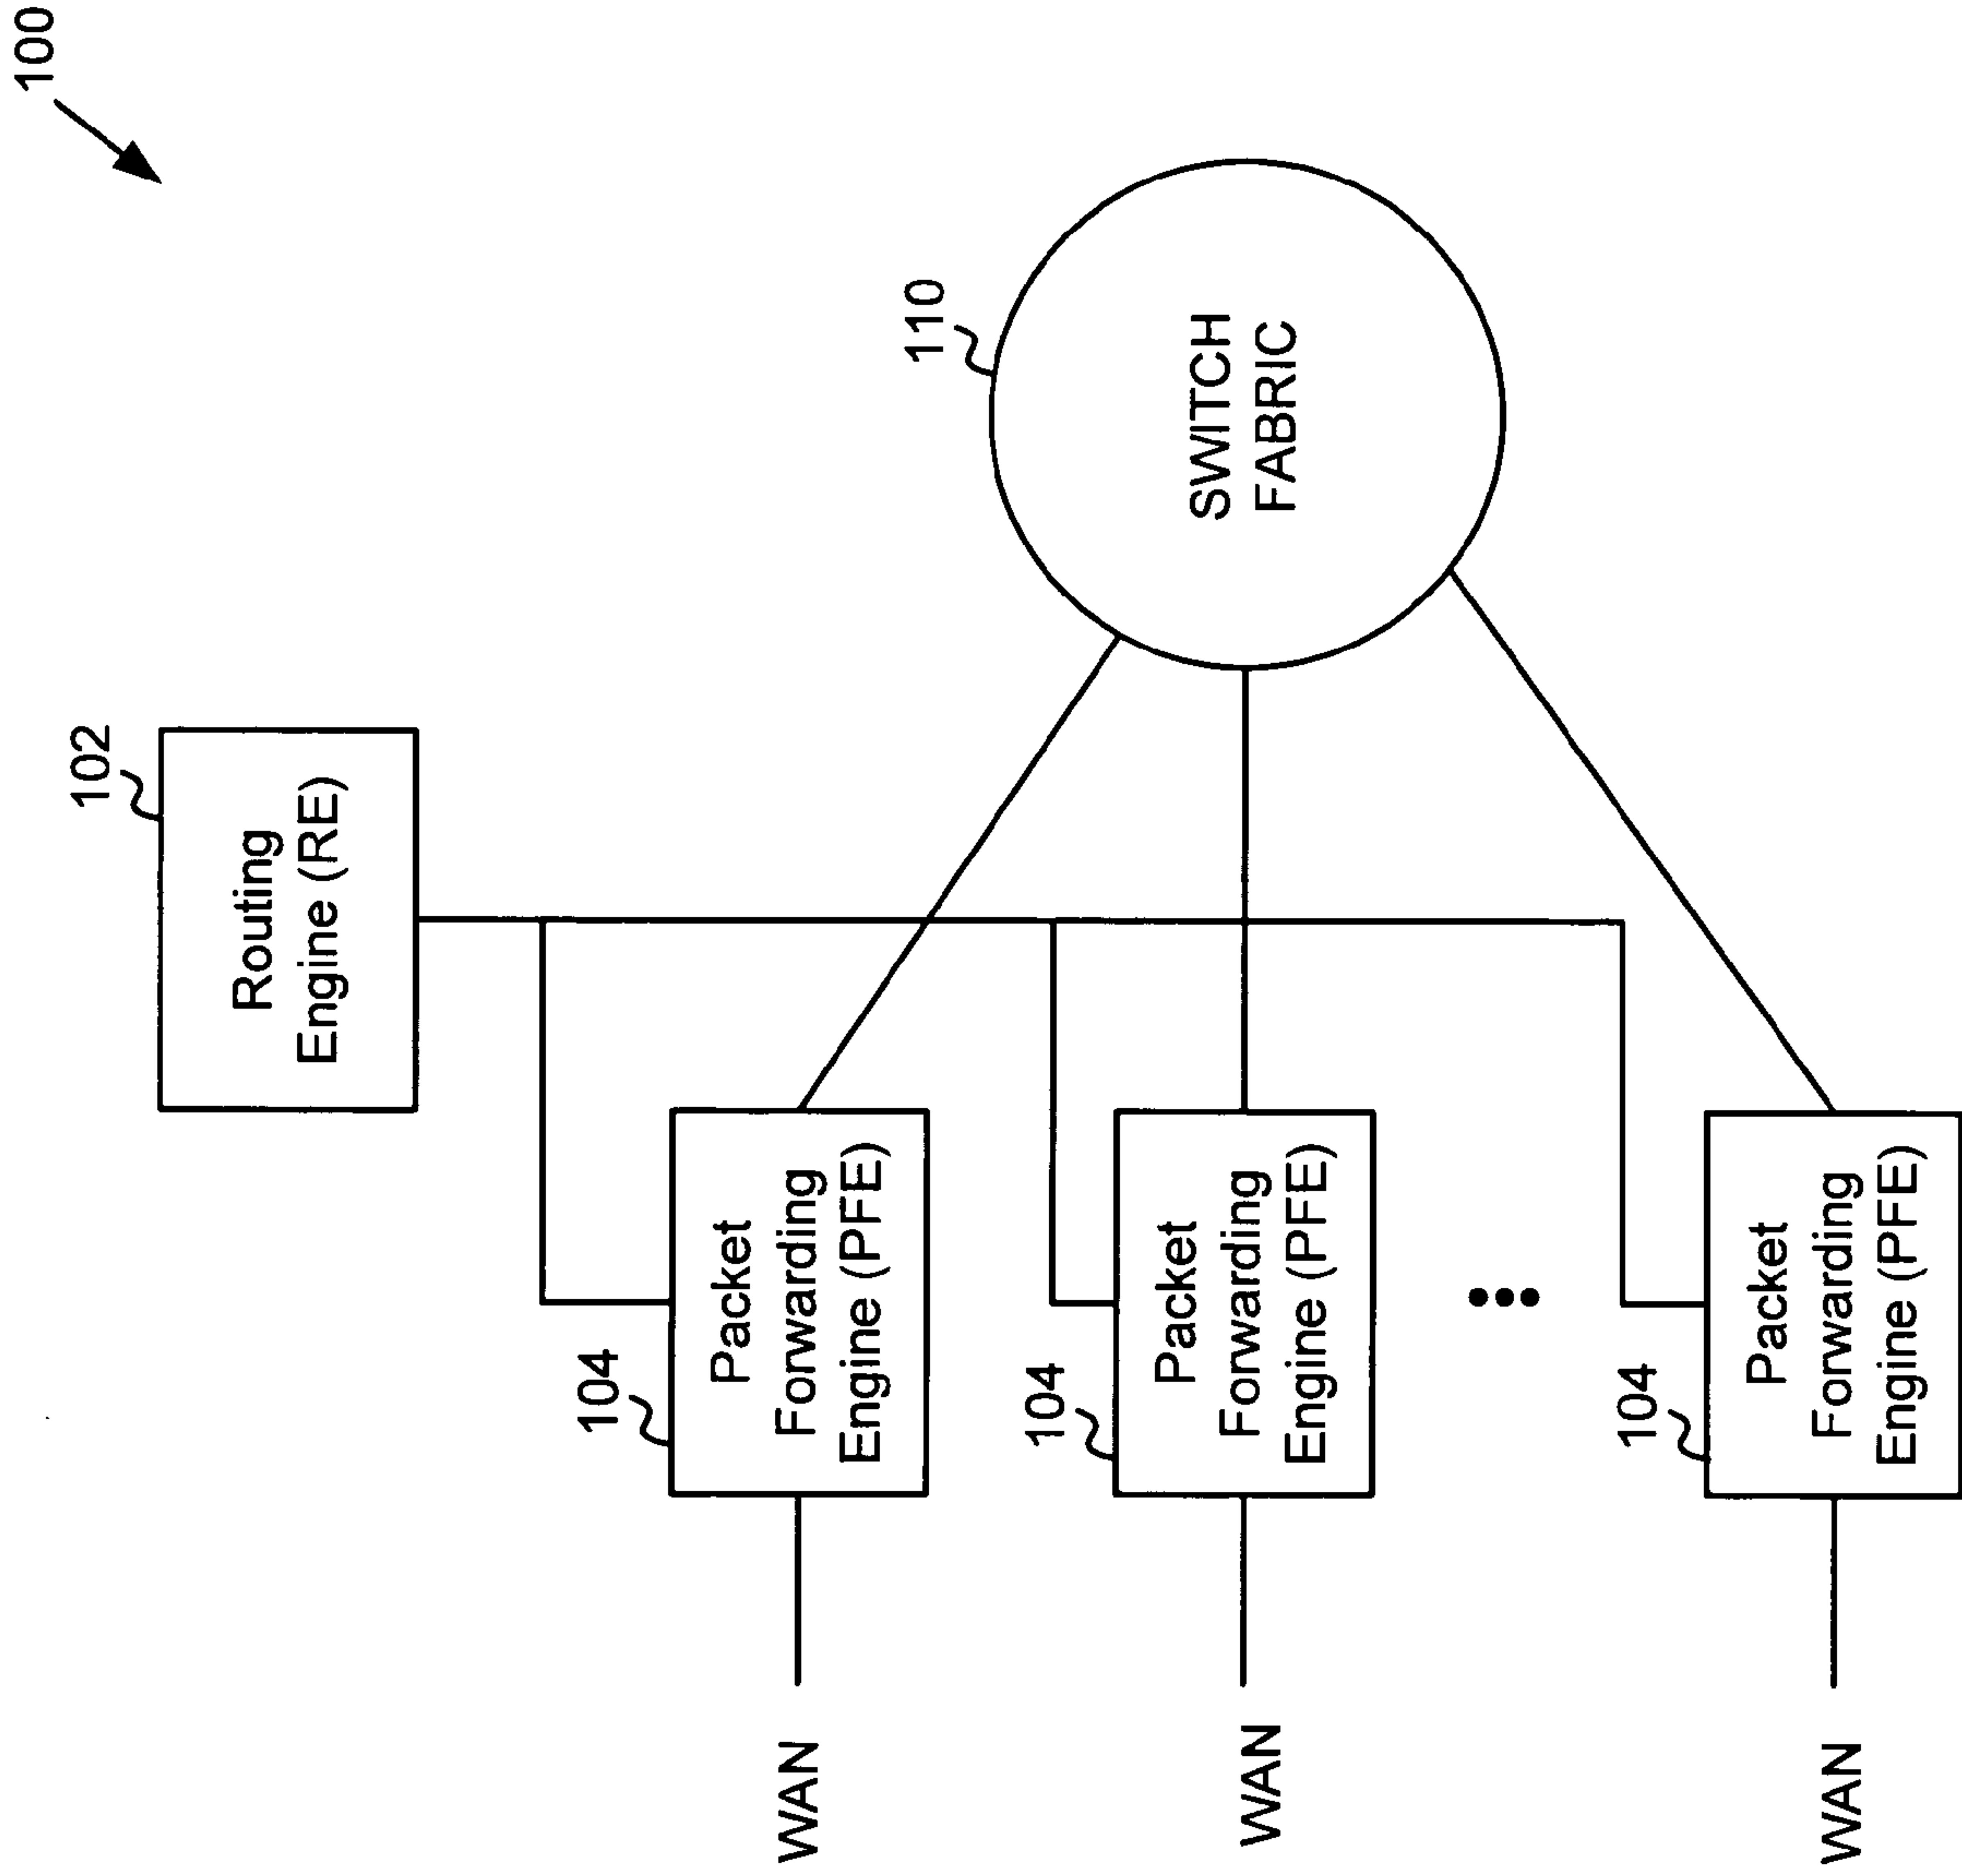 100
102
Routing
Engine (RE)
110
SWITCH
FABRIC
104
Packet
Forwarding
Engine (PFE)
WAN
104
Packet
Forwarding
Engine (PFE)
WAN
104
Packet
Forwarding
Engine (PFE)
WAN